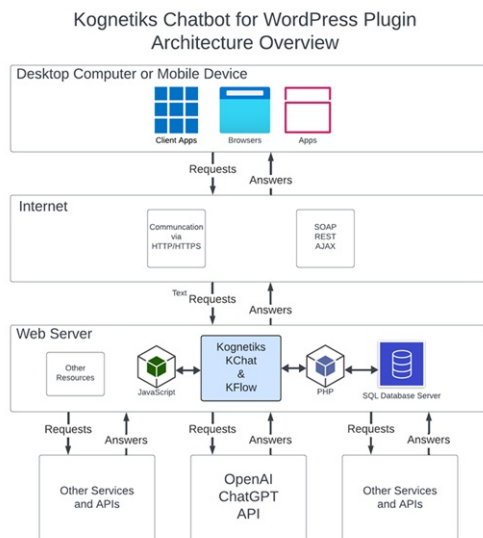 Kognetiks Chatbot for WordPress Plugin
Architecture Overview
Desktop Computer or Mobile Device
Client Apps
Browsers
Apps
Requests
Answers
Internet
Communcation
via
HTTP/HTTPS
SOAP
REST
AJAX
Text
Requests
Answers
Web Server
Other
Resources
JavaScript
Kognetiks
KChat
&
KFlow
PHP
SQL Database Server
Requests
Answers
Requests
Answers
Requests
Answers
Other Services
and APIs
OpenAI
ChatGPT
API
Other Services
and APIs